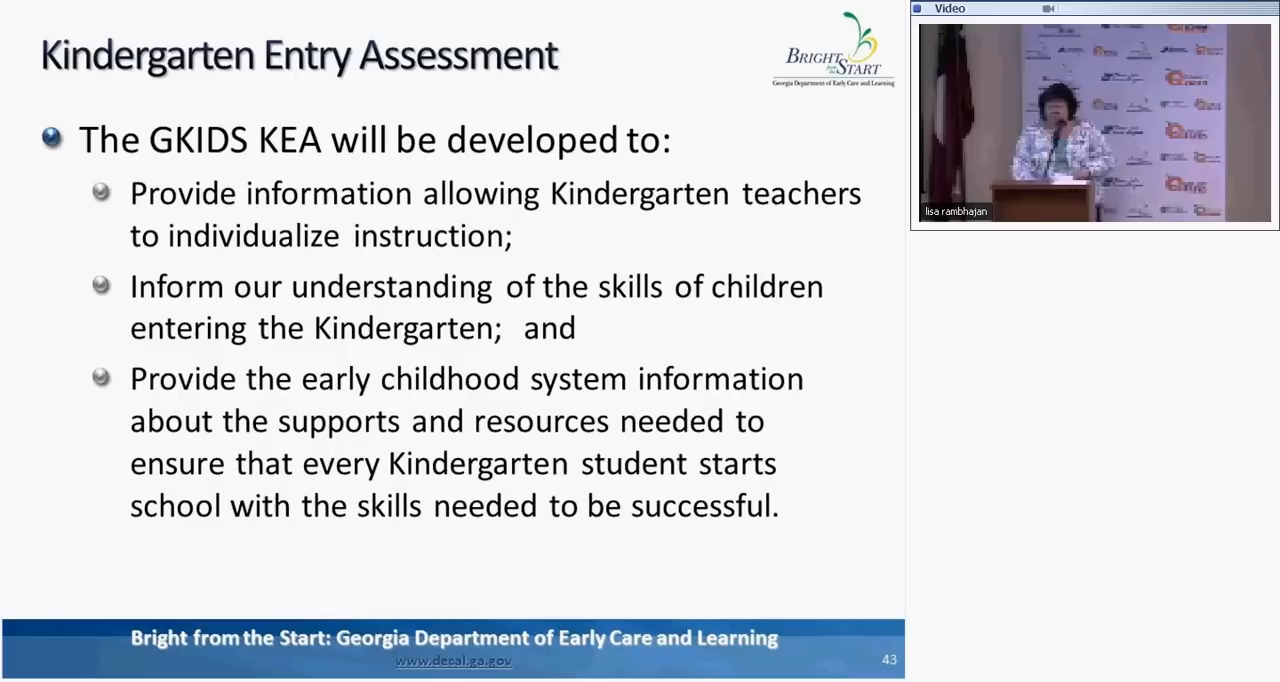 Kindergarten Entry Assessment
BRIGHT
from the
START
Georgia Department of Early Care and Learning
The GKIDS KEA will be developed to:
Provide information allowing Kindergarten teachers
to individualize instruction;
Inform our understanding of the skills of children
entering the Kindergarten; and
Provide the early childhood system information
about the supports and resources needed to
ensure that every Kindergarten student starts
school with the skills needed to be successful.
Bright from the Start: Georgia Department of Early Care and Learning
www.decal.ga.gov
43
Video
lisa rambhajan